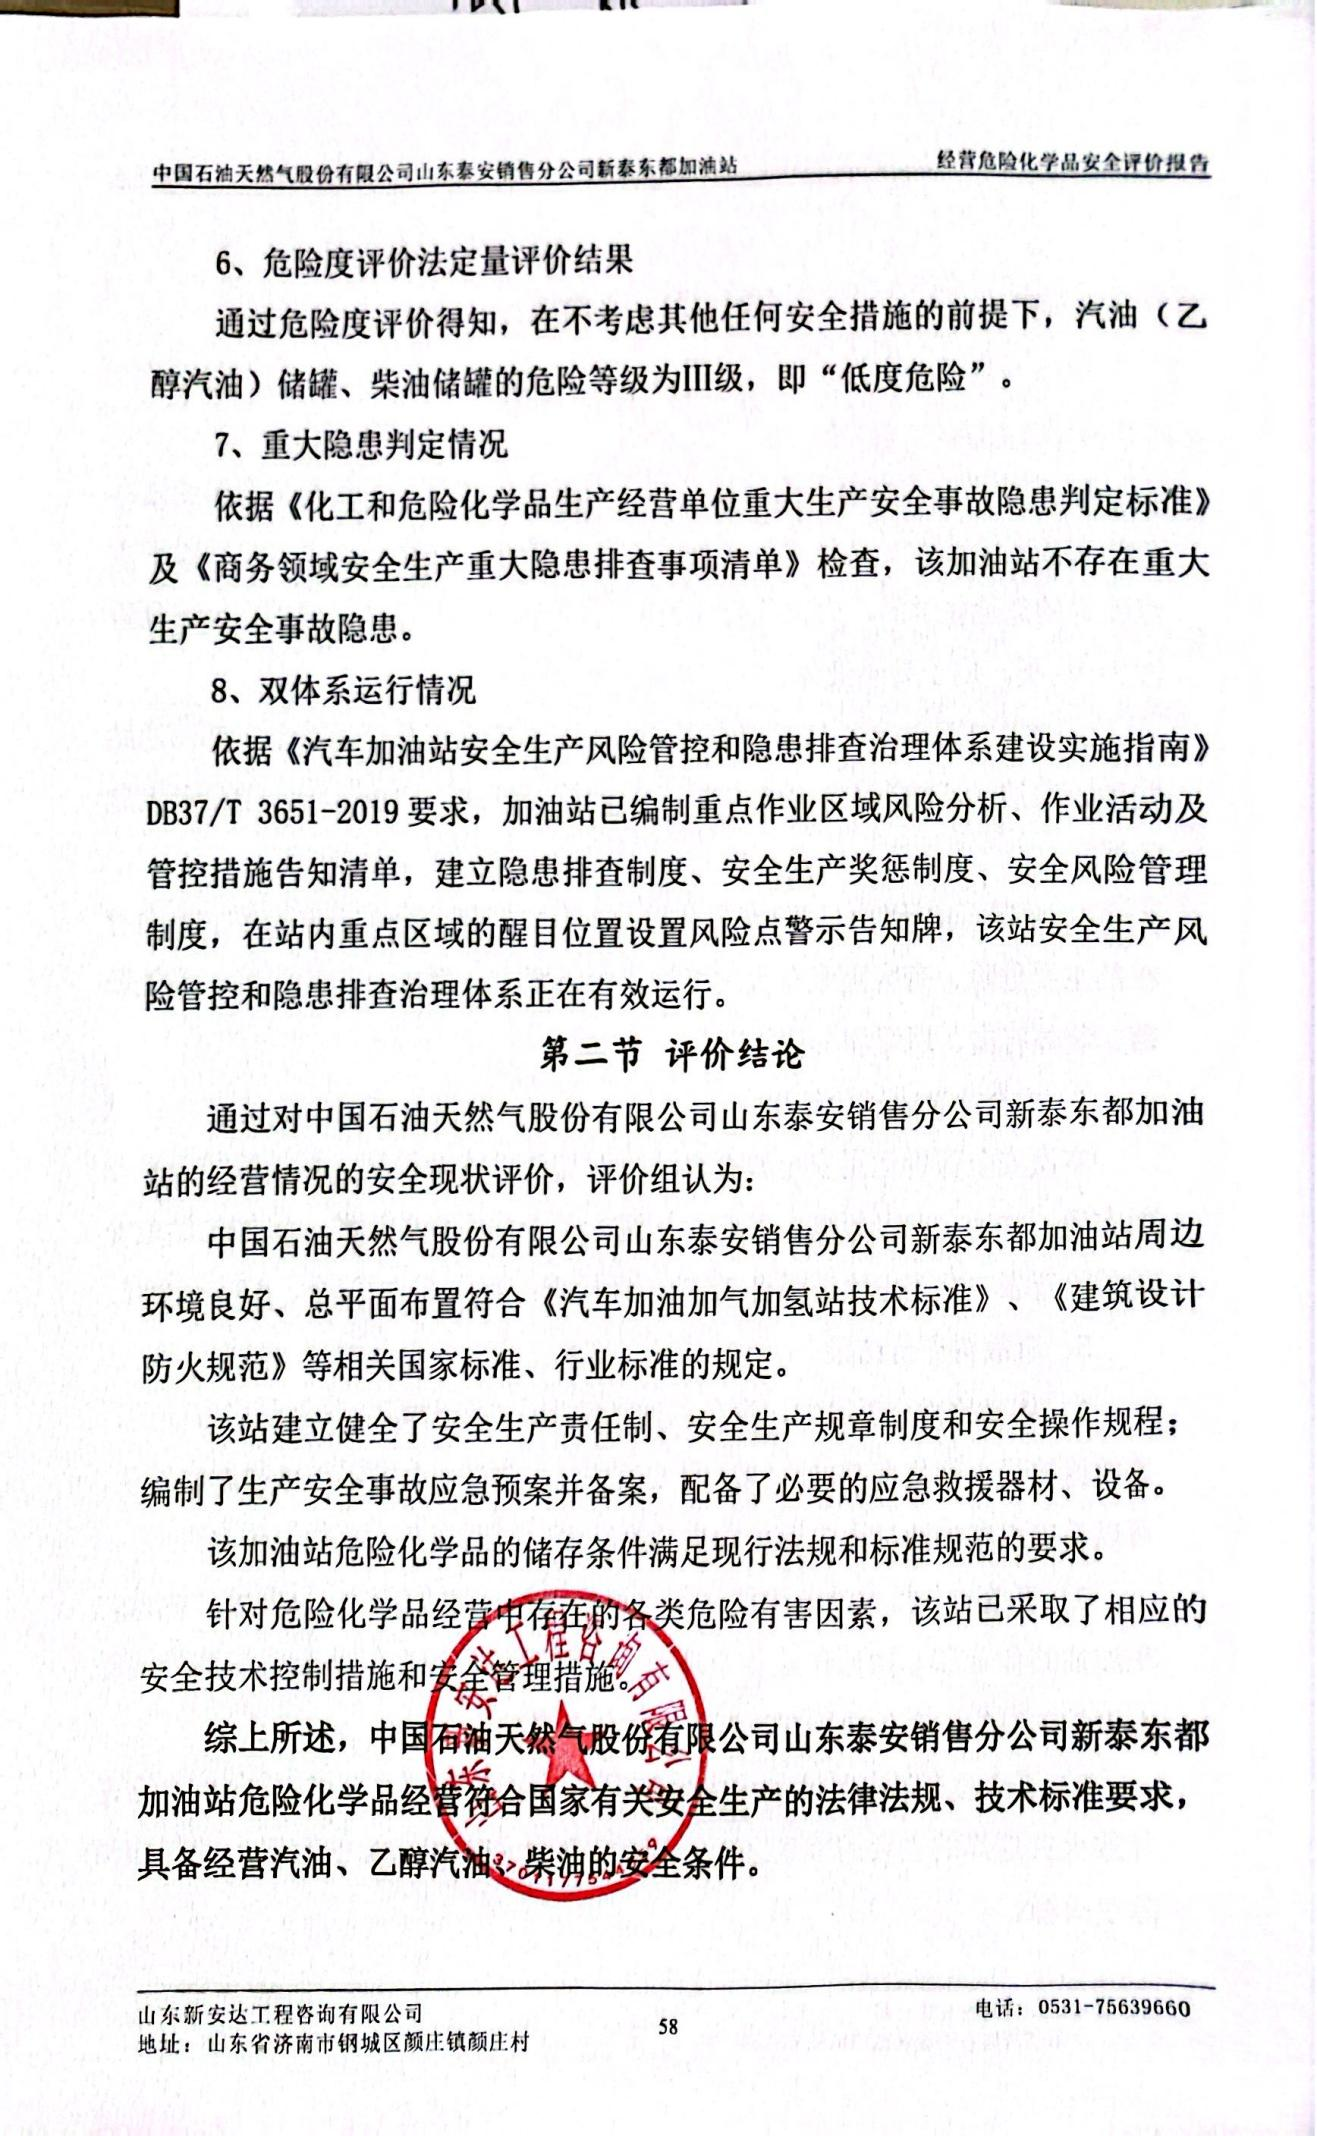 中国石油天然气股份有限公司山东泰安销售分公司新泰东都加油站 经营危险化学品安全评价报告
6、危险度评价法定量评价结果
通过危险度评价得知，在不考虑其他任何安全措施的前提下，汽油（乙
醇汽油）储罐、柴油储罐的危险等级为III级，即“低度危险”。
7、重大隐患判定情况
依据《化工和危险化学品生产经营单位重大生产安全事故隐患判定标准》
及《商务领域安全生产重大隐患排查事项清单》检查，该加油站不存在重大
生产安全事故隐患。
8、双体系运行情况
依据《汽车加油站安全生产风险管控和隐患排查治理体系建设实施指南》
DB37/T 3651-2019 要求，加油站已编制重点作业区域风险分析、作业活动及
管控措施告知清单，建立隐患排查制度、安全生产奖惩制度、安全风险管理
制度，在站内重点区域的醒目位置设置风险点警示告知牌，该站安全生产风
险管控和隐患排查治理体系正在有效运行。
第二节 评价结论
通过对中国石油天然气股份有限公司山东泰安销售分公司新泰东都加油
站的经营情况的安全现状评价，评价组认为：
中国石油天然气股份有限公司山东泰安销售分公司新泰东都加油站周边
环境良好、总平面布置符合《汽车加油加气加氢站技术标准》、《建筑设计
防火规范》等相关国家标准、行业标准的规定。
该站建立健全了安全生产责任制、安全生产规章制度和安全操作规程；
编制了生产安全事故应急预案并备案，配备了必要的应急救援器材、设备。
该加油站危险化学品的储存条件满足现行法规和标准规范的要求。
针对危险化学品经营中存在的各类危险有害因素，该站已采取了相应的
安全技术控制措施和安全管理措施。
综上所述，中国石油天然气股份有限公司山东泰安销售分公司新泰东都
加油站危险化学品经营符合国家有关安全生产的法律法规、技术标准要求，
具备经营汽油、乙醇汽油、柴油的安全条件。
山东新安达工程咨询有限公司
山东新安达工程咨询有限公司 电话：0531-75639660
地址：山东省济南市钢城区颜庄镇颜庄村
58